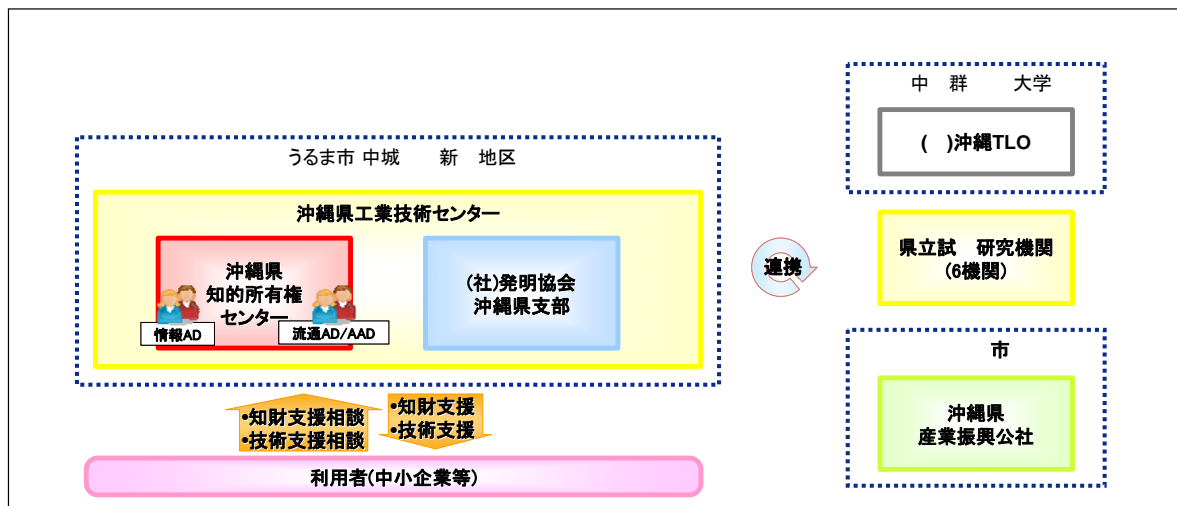 うるま市 中城 新 地区
沖縄県工業技術センター
沖縄県
知的所有権
センター
情報AD
流通AD/AAD
(社)発明協会
沖縄県支部
•知財支援相談
•技術支援相談
•知財支援
•技術支援
利用者(中小企業等)
連携
中 群 大学
( )沖縄TLO
県立試 研究機関
(6機関)
市
沖縄県
産業振興公社